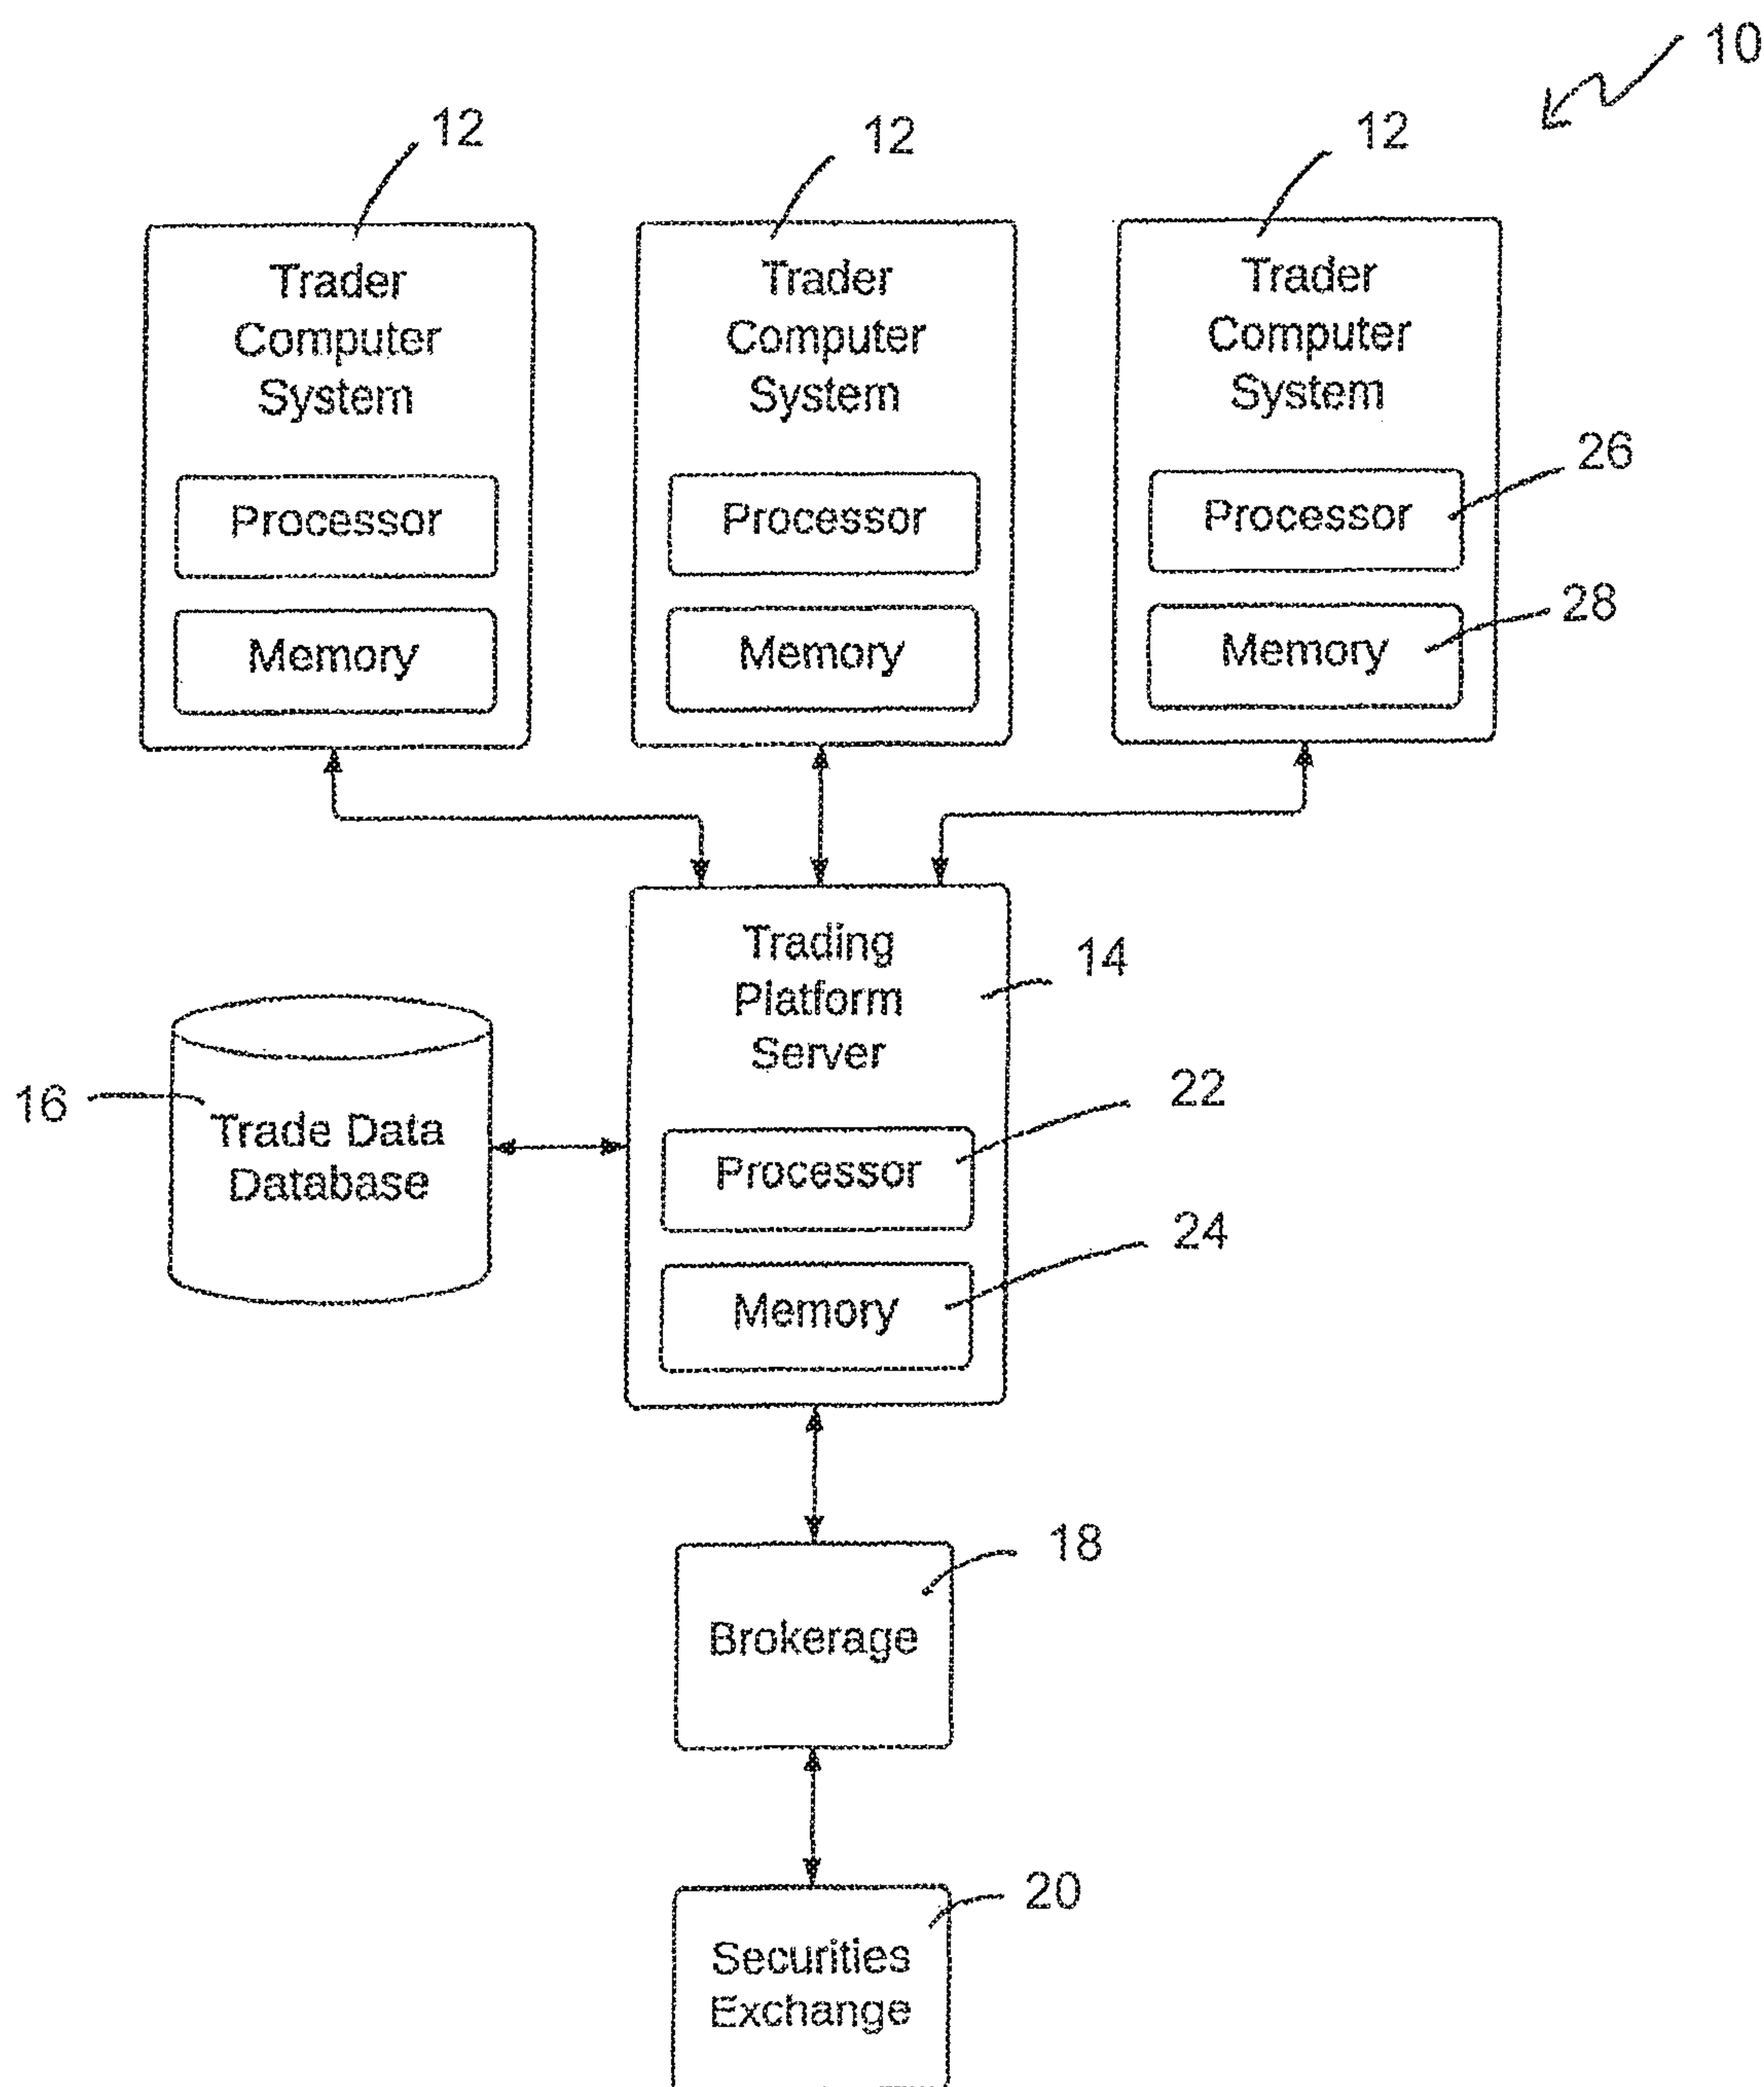 10
12
12
12
Trader
Computer
System
Trader
Computer
System
Trader
Computer
System
26
Processor
Processor
Processor
28
Memory
Memory
Memory
Trading
Platform
Server
14
16
Trade Data
Database
22
Processor
24
Memory
18
Brokerage
20
Securities
Exchange